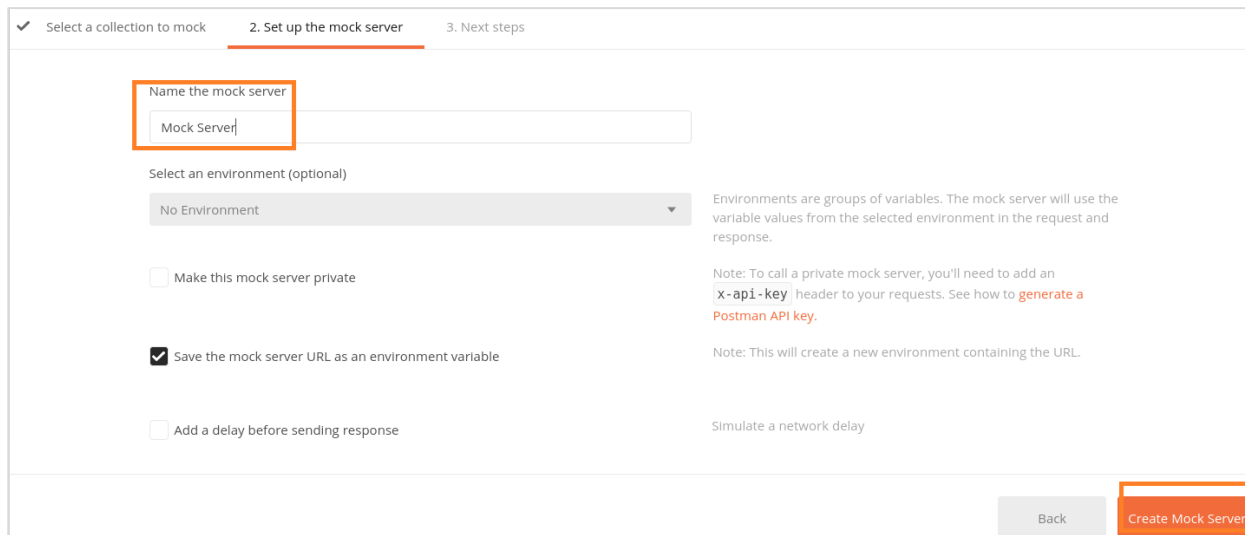 Select a collection to mock
2. Set up the mock server
3. Next steps
Name the mock server
Mock Server
Select an environment (optional)
No Environment
Environments are groups of variables. The mock server will use the
variable values from the selected environment in the request and
response.
Make this mock server private
Note: To call a private mock server, you'll need to add an
x-api-key header to your requests. See how to generate a
Postman API key.
Save the mock server URL as an environment variable
Note: This will create a new environment containing the URL.
Add a delay before sending response
Simulate a network delay
Back
Create Mock Server